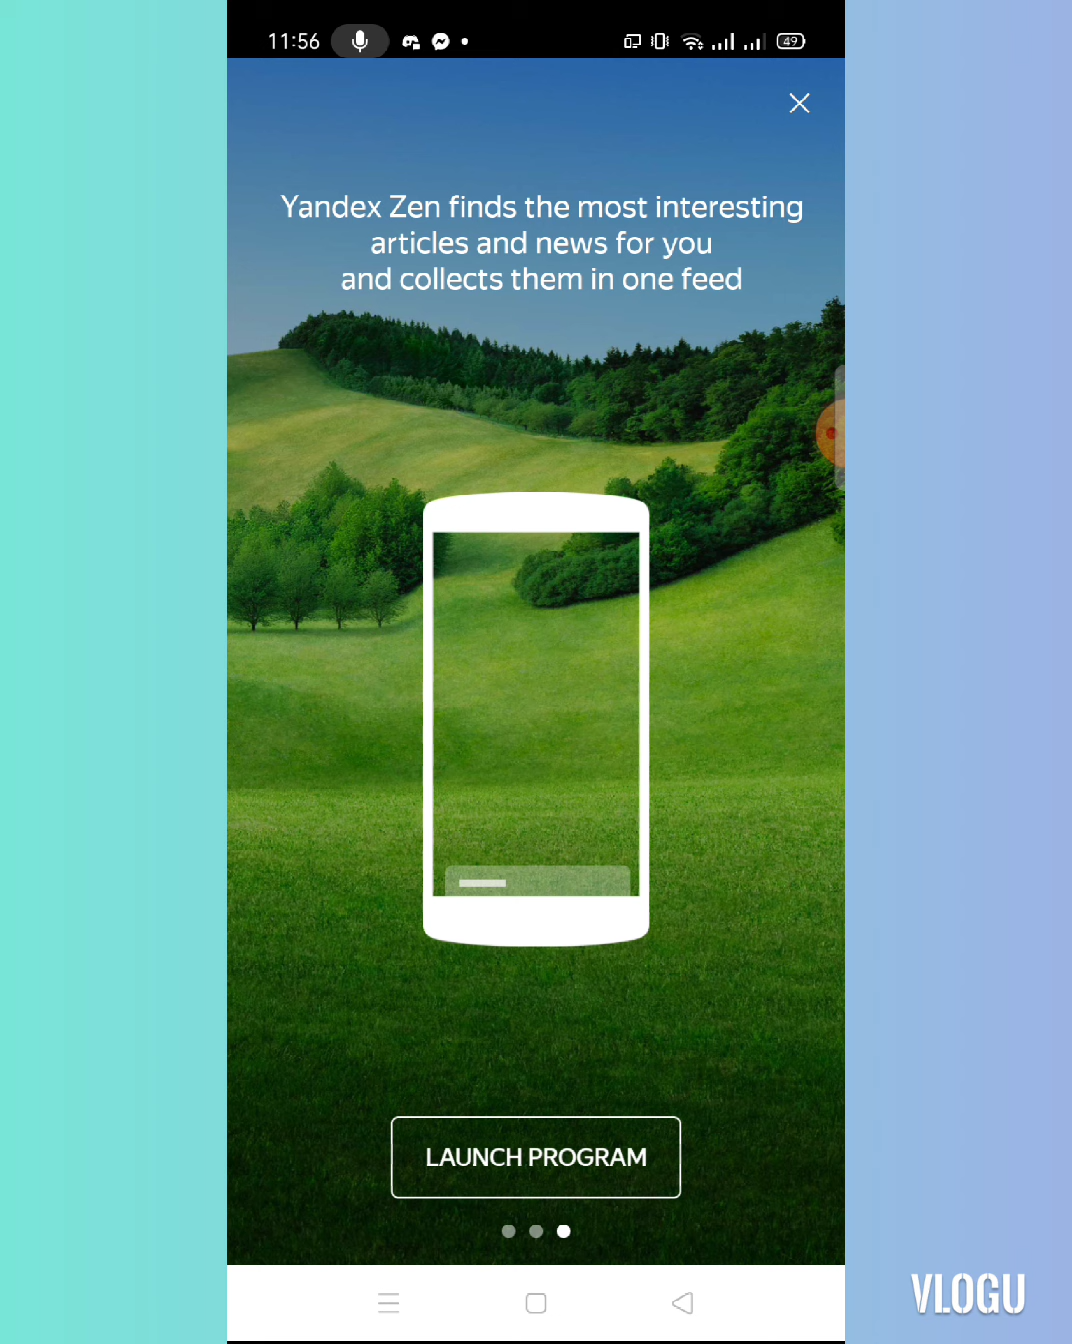 11:56
49
Yandex Zen finds the most interesting
articles and news for you
and collects them in one feed
LAUNCH PROGRAM
VLOGU